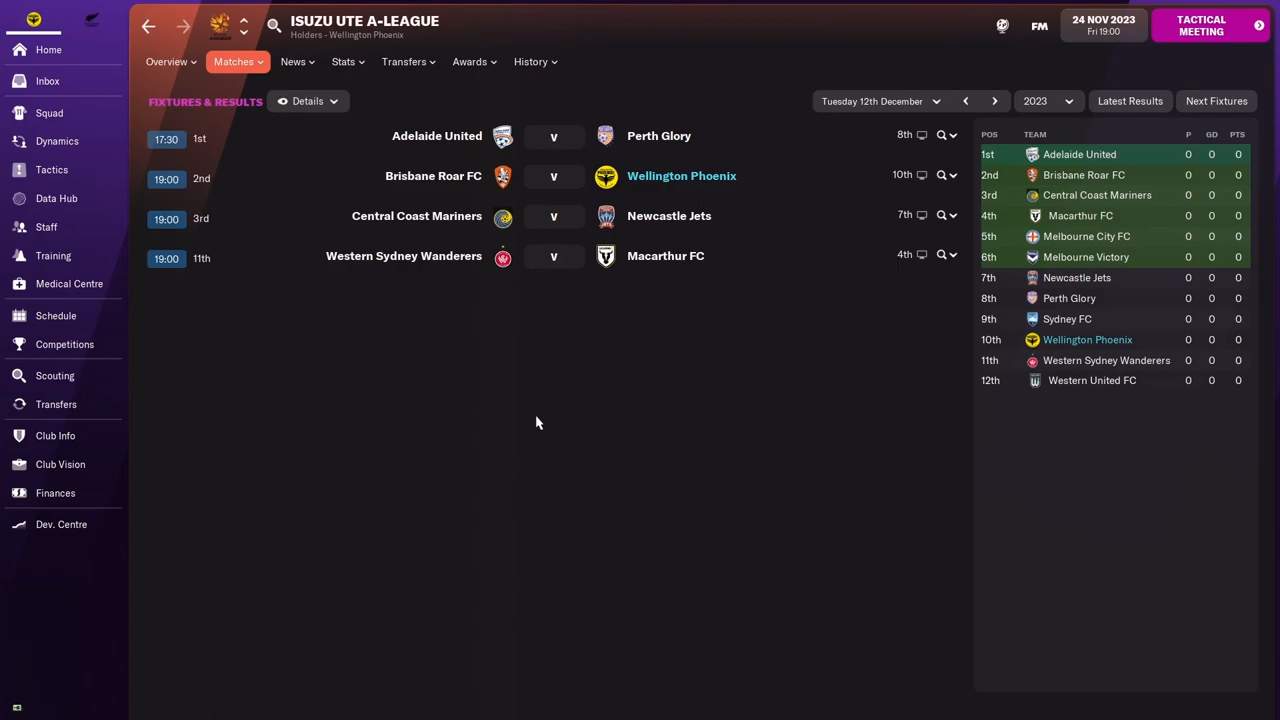 ISUZU UTE A-LEAGUE
Holders - Wellington Phoenix
FM
24 NOV 2023
Fri 19:00
TACTICAL
MEETING
Home
Inbox
Squad
Dynamics
Tactics
Data Hub
Staff
Training
Medical Centre
Schedule
Competitions
Scouting
Transfers
Club Info
Club Vision
Finances
Dev. Centre
Overview Matches News Stats Transfers Awards History
FIXTURES & RESULTS Details Tuesday 12th December 2023 Latest Results Next Fixtures
17:30 1st Adelaide United v Perth Glory 8th
19:00 2nd Brisbane Roar FC v Wellington Phoenix 10th
19:00 3rd Central Coast Mariners v Newcastle Jets 7th
19:00 11th Western Sydney Wanderers v Macarthur FC 4th
POS TEAM P GD PTS
1st Adelaide United 0 0 0
2nd Brisbane Roar FC 0 0 0
3rd Central Coast Mariners 0 0 0
4th Macarthur FC 0 0 0
5th Melbourne City FC 0 0 0
6th Melbourne Victory 0 0 0
7th Newcastle Jets 0 0 0
8th Perth Glory 0 0 0
9th Sydney FC 0 0 0
10th Wellington Phoenix 0 0 0
11th Western Sydney Wanderers 0 0 0
12th Western United FC 0 0 0